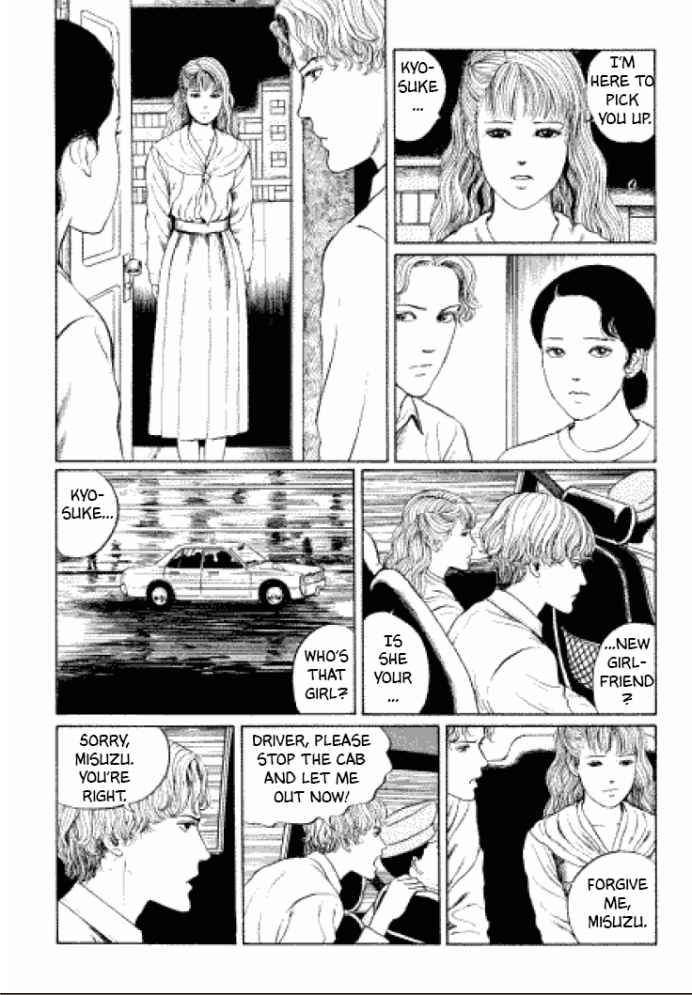 KYO-
SUKE
...
I'M
HERE TO
PICK
YOU UP.
KYO-
SUKE...
WHO'S
THAT
GIRL?
IS
SHE
YOUR
...
...NEW
GIRL-
FRIEND
?
SORRY,
MISUZU.
YOU'RE
RIGHT.
DRIVER, PLEASE
STOP THE CAB
AND LET ME
OUT NOW!
FORGIVE
ME,
MISUZU.